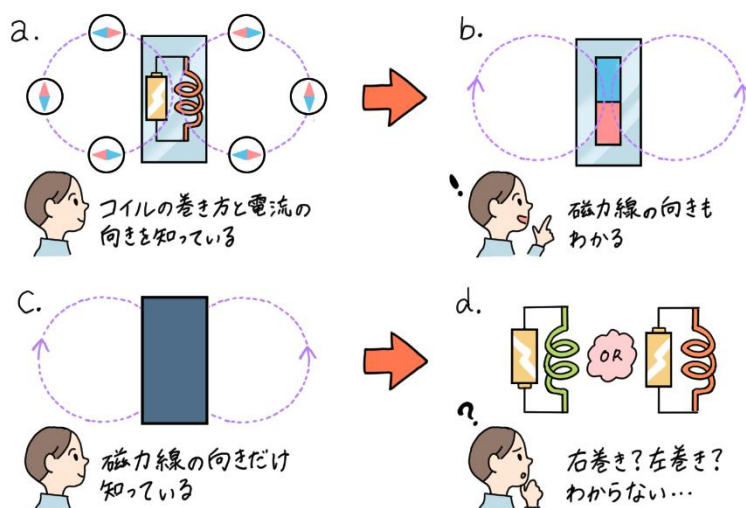 a.
コイルの巻き方と電流の
向きを知っている
b.
!
磁力線の向きも
わかる
c.
磁力線の向きだけ
知っている
d.
OR
?
右巻き?左巻き?
わからない…